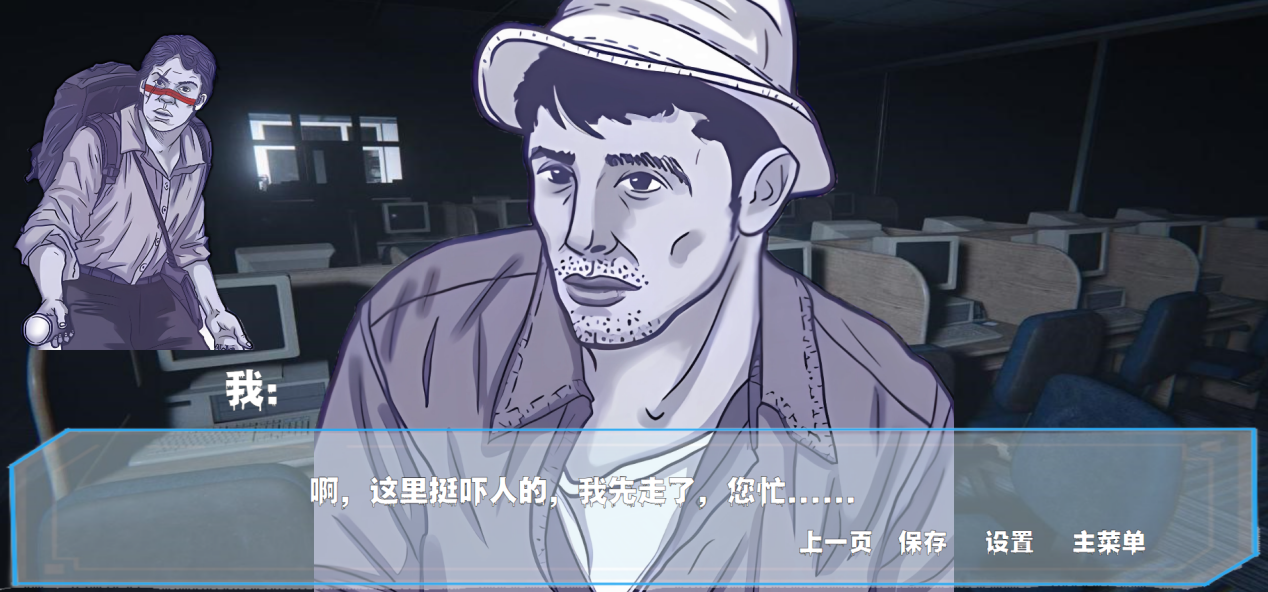 我:
啊，这里挺吓人的，我先走了，您忙......
上一页 保存 设置 主菜单